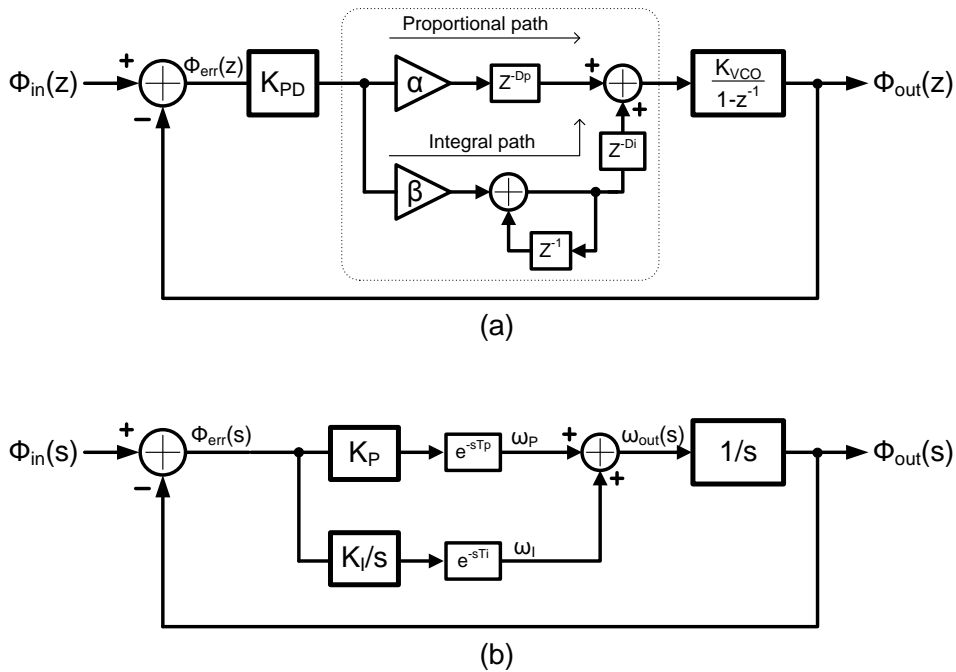 Proportional path
Φin(z)
+
−
Φerr(z)
KPD
α
Z-Dp
+
+
KVCO
1-z-1
Φout(z)
Integral path
Z-Di
β
Z-1
(a)
Φin(s)
+
−
Φerr(s)
KP
e-sTp
ωP
+
+
ωout(s)
1/s
Φout(s)
KI/s
e-sTi
ωI
(b)